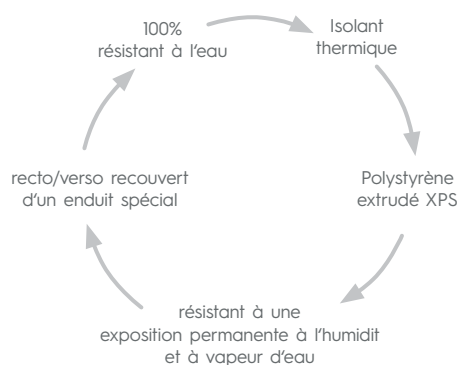 100%
résistant à l'eau
Isolant
thermique
Polystyrène
extrudé XPS
résistant à une
exposition permanente à l'humidit
et à vapeur d'eau
recto/verso recouvert
d'un enduit spécial